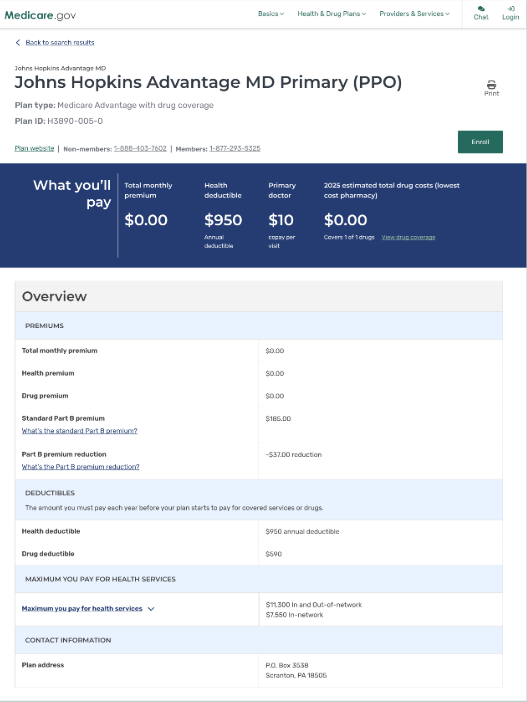 Medicare.gov
Basics
Health & Drug Plans
Providers & Services
Chat
Login
Back to search results
Johns Hopkins Advantage MD
Johns Hopkins Advantage MD Primary (PPO)
Print
Plan type: Medicare Advantage with drug coverage
Plan ID: H3890-005-0
Plan website | Non-members: 1-888-403-7602 | Members: 1-877-293-5325
Enroll
What you'll pay
Total monthly premium
$0.00
Health deductible
$950
Annual deductible
Primary doctor
$10
copay per visit
2025 estimated total drug costs (lowest cost pharmacy)
$0.00
Covers 1 of 1 drugs View drug coverage
Overview
PREMIUMS
Total monthly premium $0.00
Health premium $0.00
Drug premium $0.00
Standard Part B premium $185.00
What's the standard Part B premium?
Part B premium reduction -$37.00 reduction
What's the Part B premium reduction?
DEDUCTIBLES
The amount you must pay each year before your plan starts to pay for covered services or drugs.
Health deductible $950 annual deductible
Drug deductible $590
MAXIMUM YOU PAY FOR HEALTH SERVICES
Maximum you pay for health services $11,300 In and Out-of-network
$7,550 In-network
CONTACT INFORMATION
Plan address P.O. Box 3538
Scranton, PA 18505